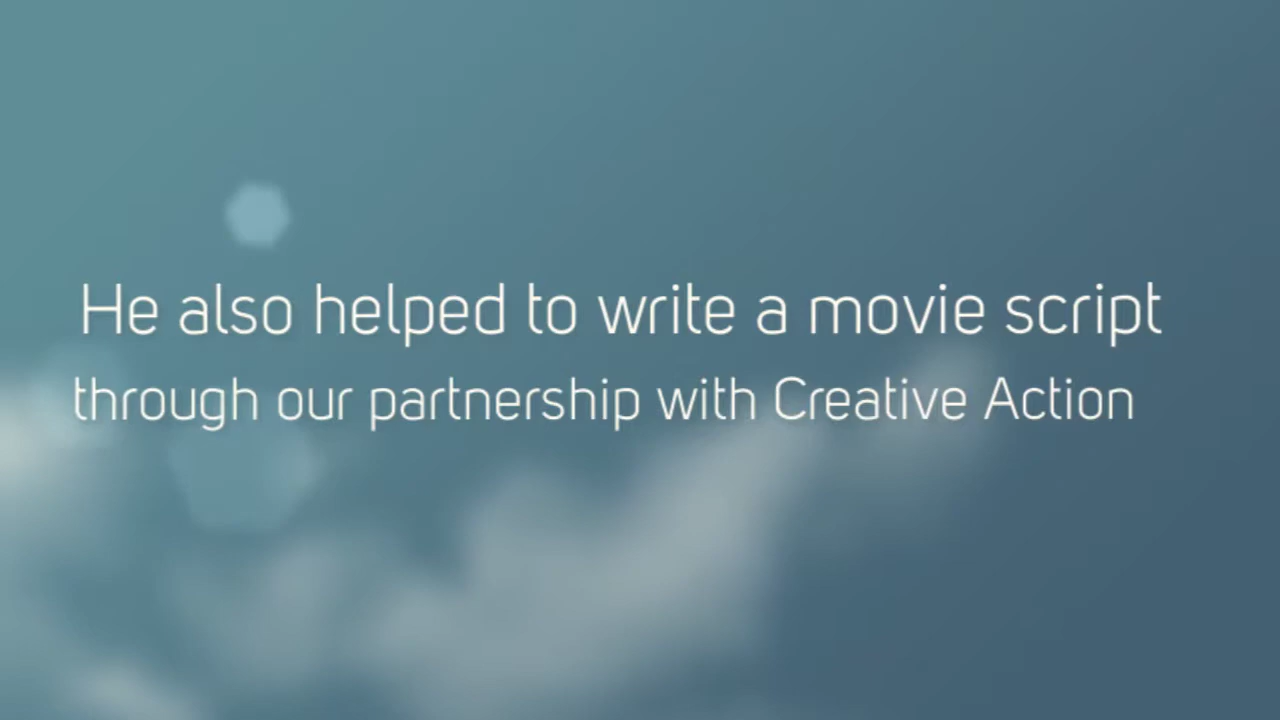 He also helped to write a movie script
through our partnership with Creative Action